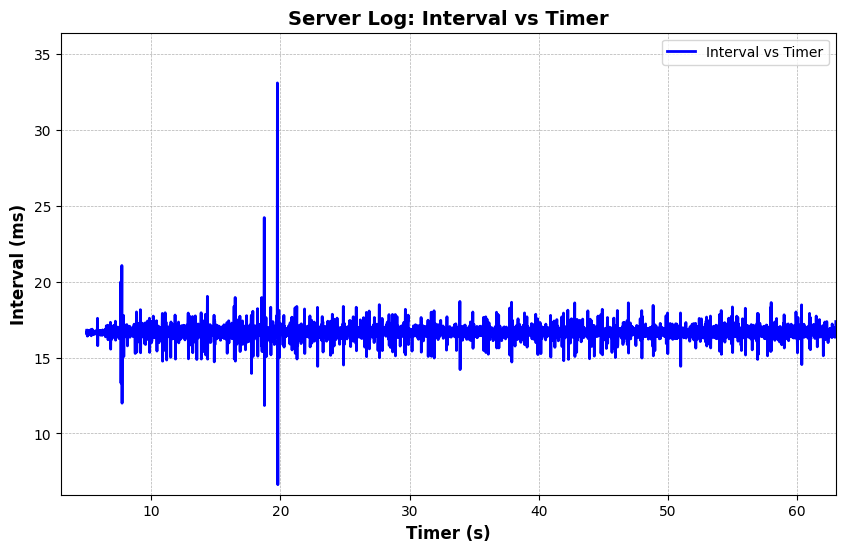 Server Log: Interval vs Timer
Interval vs Timer
35
30
25
20
15
10
Interval (ms)
10 20 30 40 50 60
Timer (s)